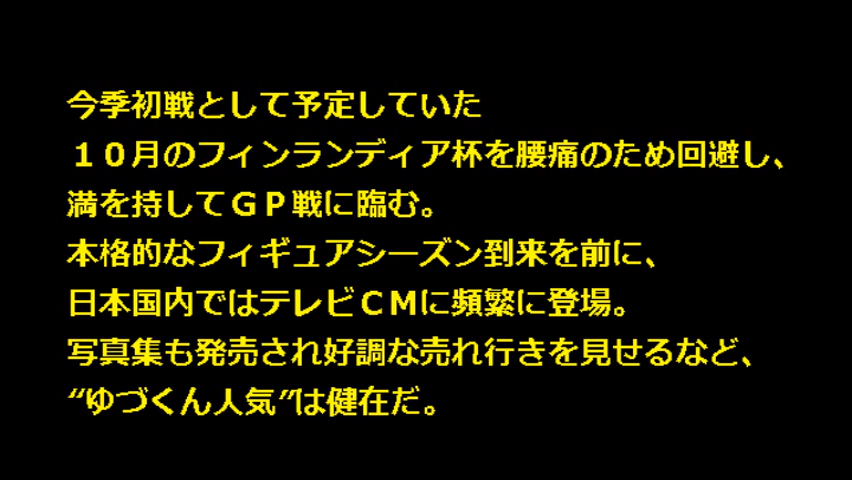 今季初戦として予定していた
１０月のフィンランディア杯を腰痛のため回避し、
満を持してＧＰ戦に臨む。
本格的なフィギュアシーズン到来を前に、
日本国内ではテレビＣＭに頻繁に登場。
写真集も発売され好調な売れ行きを見せるなど、
“ゆづくん人気”は健在だ。